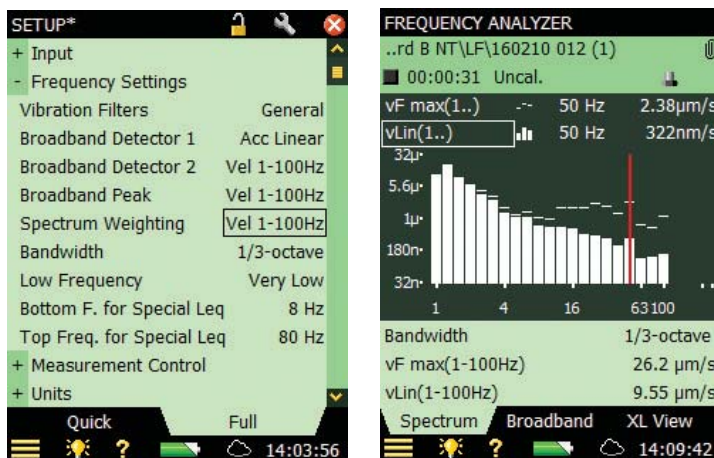 SETUP*
+ Input
- Frequency Settings
Vibration Filters General
Broadband Detector 1 Acc Linear
Broadband Detector 2 Vel 1-100Hz
Broadband Peak Vel 1-100Hz
Spectrum Weighting Vel 1-100Hz
Bandwidth 1/3-octave
Low Frequency Very Low
Bottom F. for Special Leq 8 Hz
Top Freq. for Special Leq 80 Hz
+ Measurement Control
+ Units
Quick Full
? 14:03:56
FREQUENCY ANALYZER
..rd B NT\LF\160210 012 (1)
00:00:31 Uncal.
vF max(1..) 50 Hz 2.38µm/s
vLin(1..) 50 Hz 322nm/s
32µ
5.6µ
1µ
180n
32n
1 4 16 63 100
Bandwidth 1/3-octave
vF max(1-100Hz) 26.2 µm/s
vLin(1-100Hz) 9.55 µm/s
Spectrum Broadband XL View
? 14:09:42